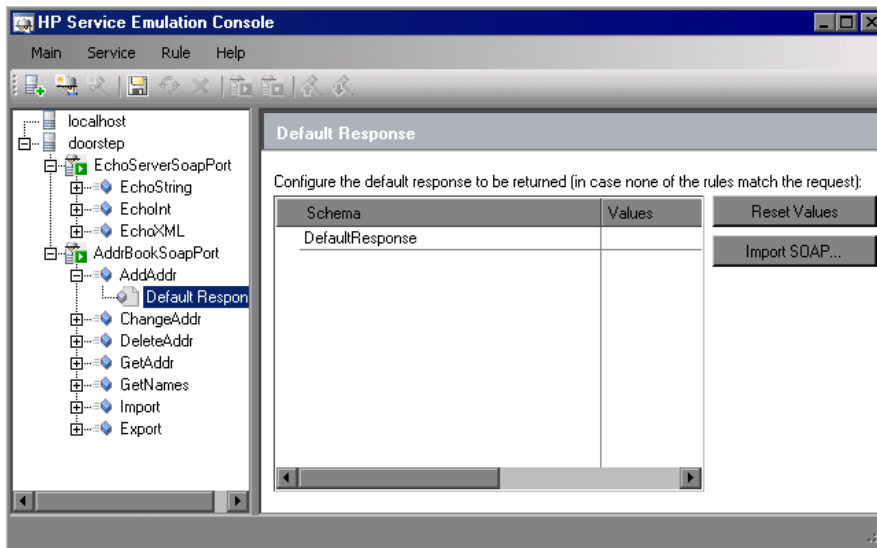 HP Service Emulation Console
Main Service Rule Help
localhost
doorstep
EchoServerSoapPort
EchoString
EchoInt
EchoXML
AddrBookSoapPort
AddAddr
Default Respon
ChangeAddr
DeleteAddr
GetAddr
GetNames
Import
Export
Default Response
Configure the default response to be returned (in case none of the rules match the request):
Schema Values
DefaultResponse
Reset Values
Import SOAP...